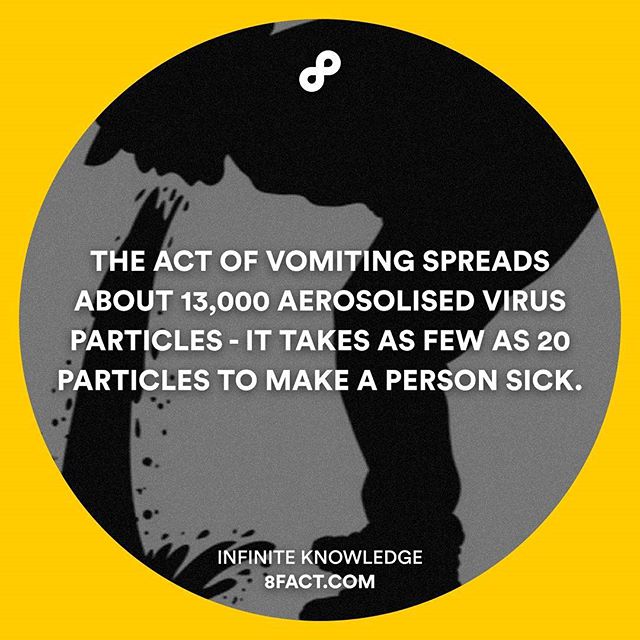 THE ACT OF VOMITING SPREADS
ABOUT 13,000 AEROSOLISED VIRUS
PARTICLES - IT TAKES AS FEW AS 20
PARTICLES TO MAKE A PERSON SICK.
INFINITE KNOWLEDGE
8FACT.COM